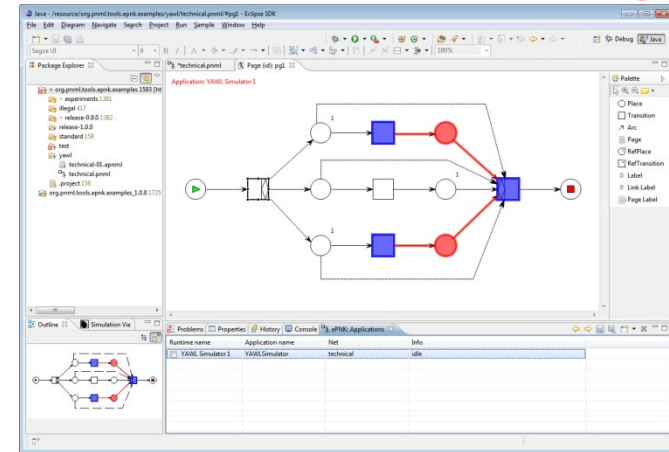 Java - /resource/org.pnml.tools.epnk.examples/yawl/technical.pnml/#pg1 - Eclipse SDK
File Edit Diagram Navigate Search Project Run Sample Window Help
Segoe UI 9 100% Debug Java
Package Explorer
> org.pnml.tools.epnk.examples 1593 [ht
> experiments 1381
illegal 417
> release-0.9.0 1382
release-1.0.0
standard 158
test
yawl
technical-01.apnml
technical.pnml
.project 158
org.pnml.tools.epnk.examples_1.0.0 1725
*technical.pnml Page (id): pg1
Application: YAWL Simulator 1
1
1
1
Palette
Place
Transition
Arc
Page
RefPlace
RefTransition
Label
Link Label
Page Label
Outline Simulation Vie
Problems Properties History Console ePNK: Applications
Runtime name Application name Net Info
YAWL Simulator 1 YAWLSimulator technical idle